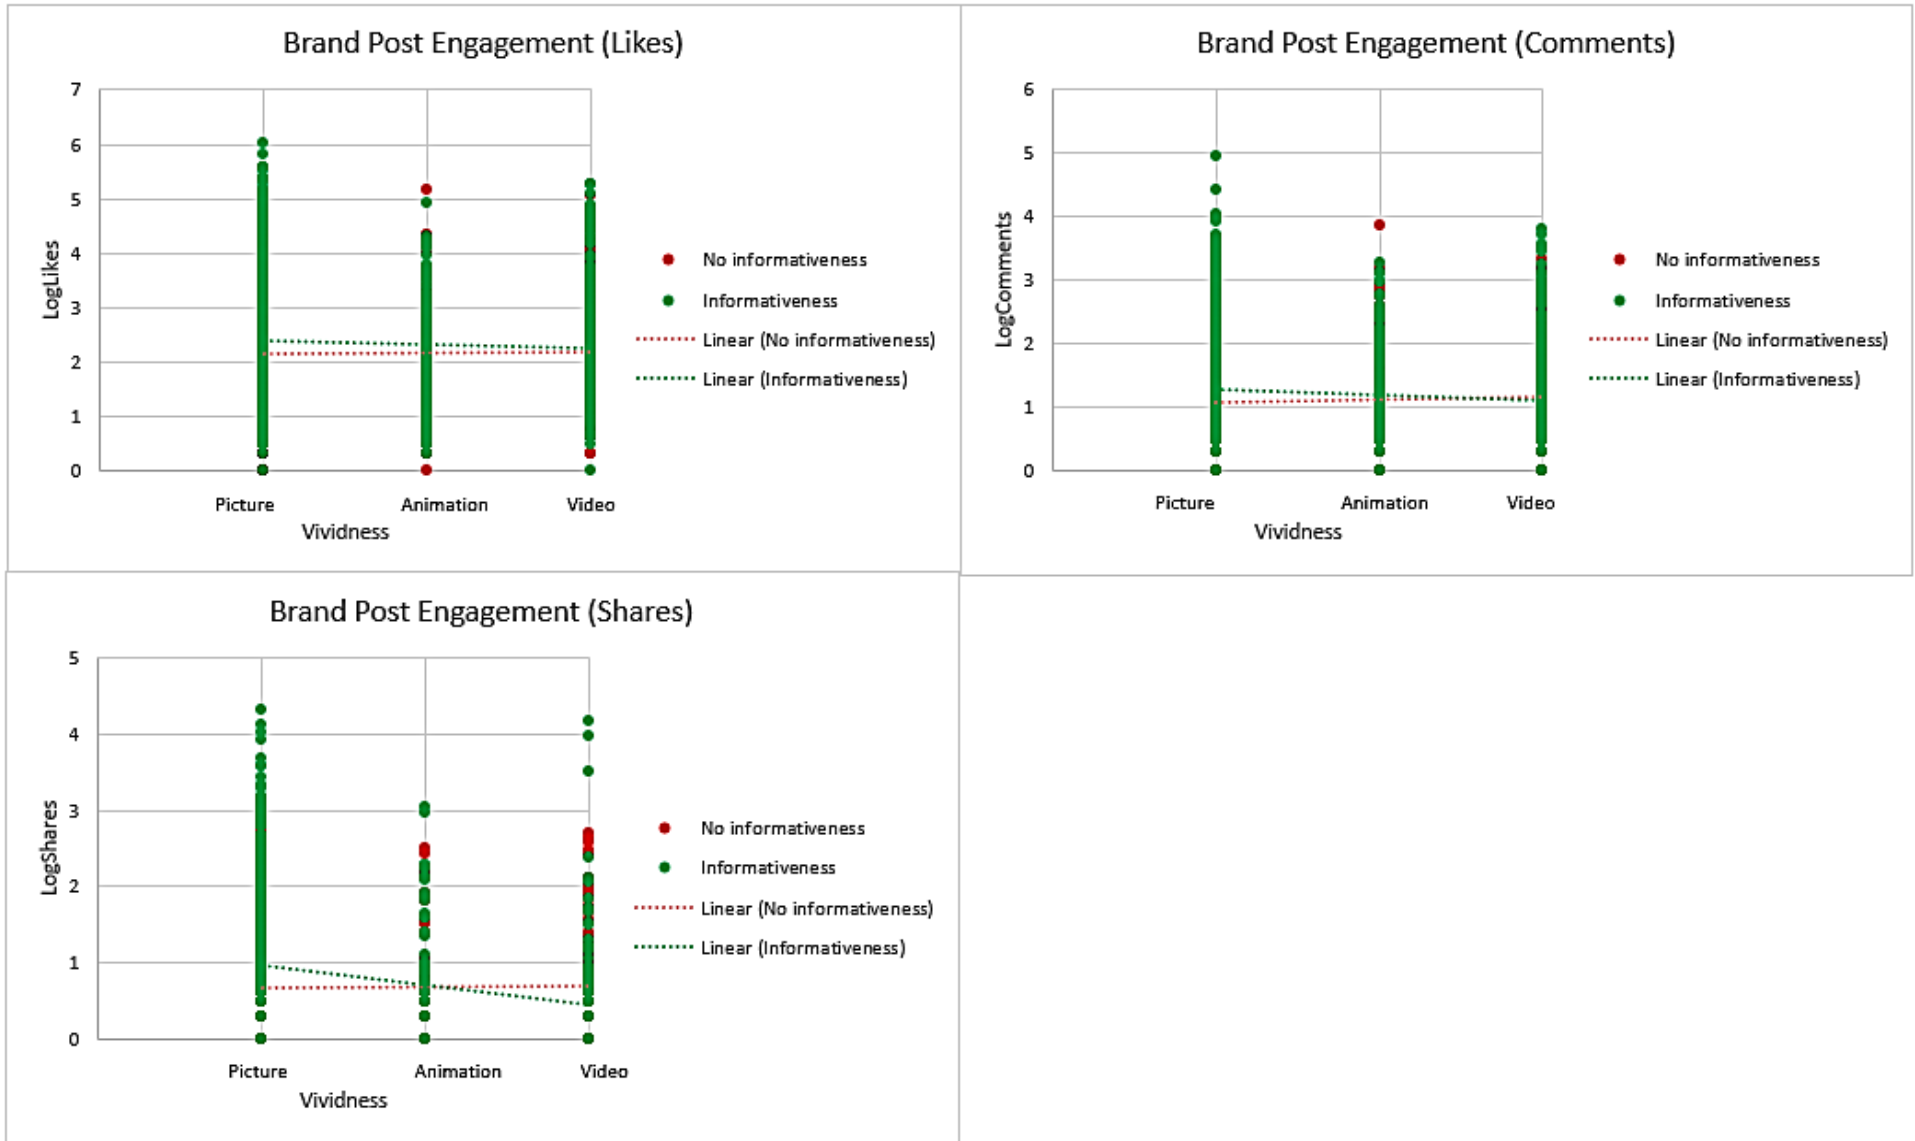 Brand Post Engagement (Likes)
7
6
5
4
3
2
1
0
LogLikes
Picture Animation Video
Vividness
No informativeness
Informativeness
Linear (No informativeness)
Linear (Informativeness)
Brand Post Engagement (Comments)
6
5
4
3
2
1
0
LogComments
Picture Animation Video
Vividness
No informativeness
Informativeness
Linear (No informativeness)
Linear (Informativeness)
Brand Post Engagement (Shares)
5
4
3
2
1
0
LogShares
Picture Animation Video
Vividness
No informativeness
Informativeness
Linear (No informativeness)
Linear (Informativeness)